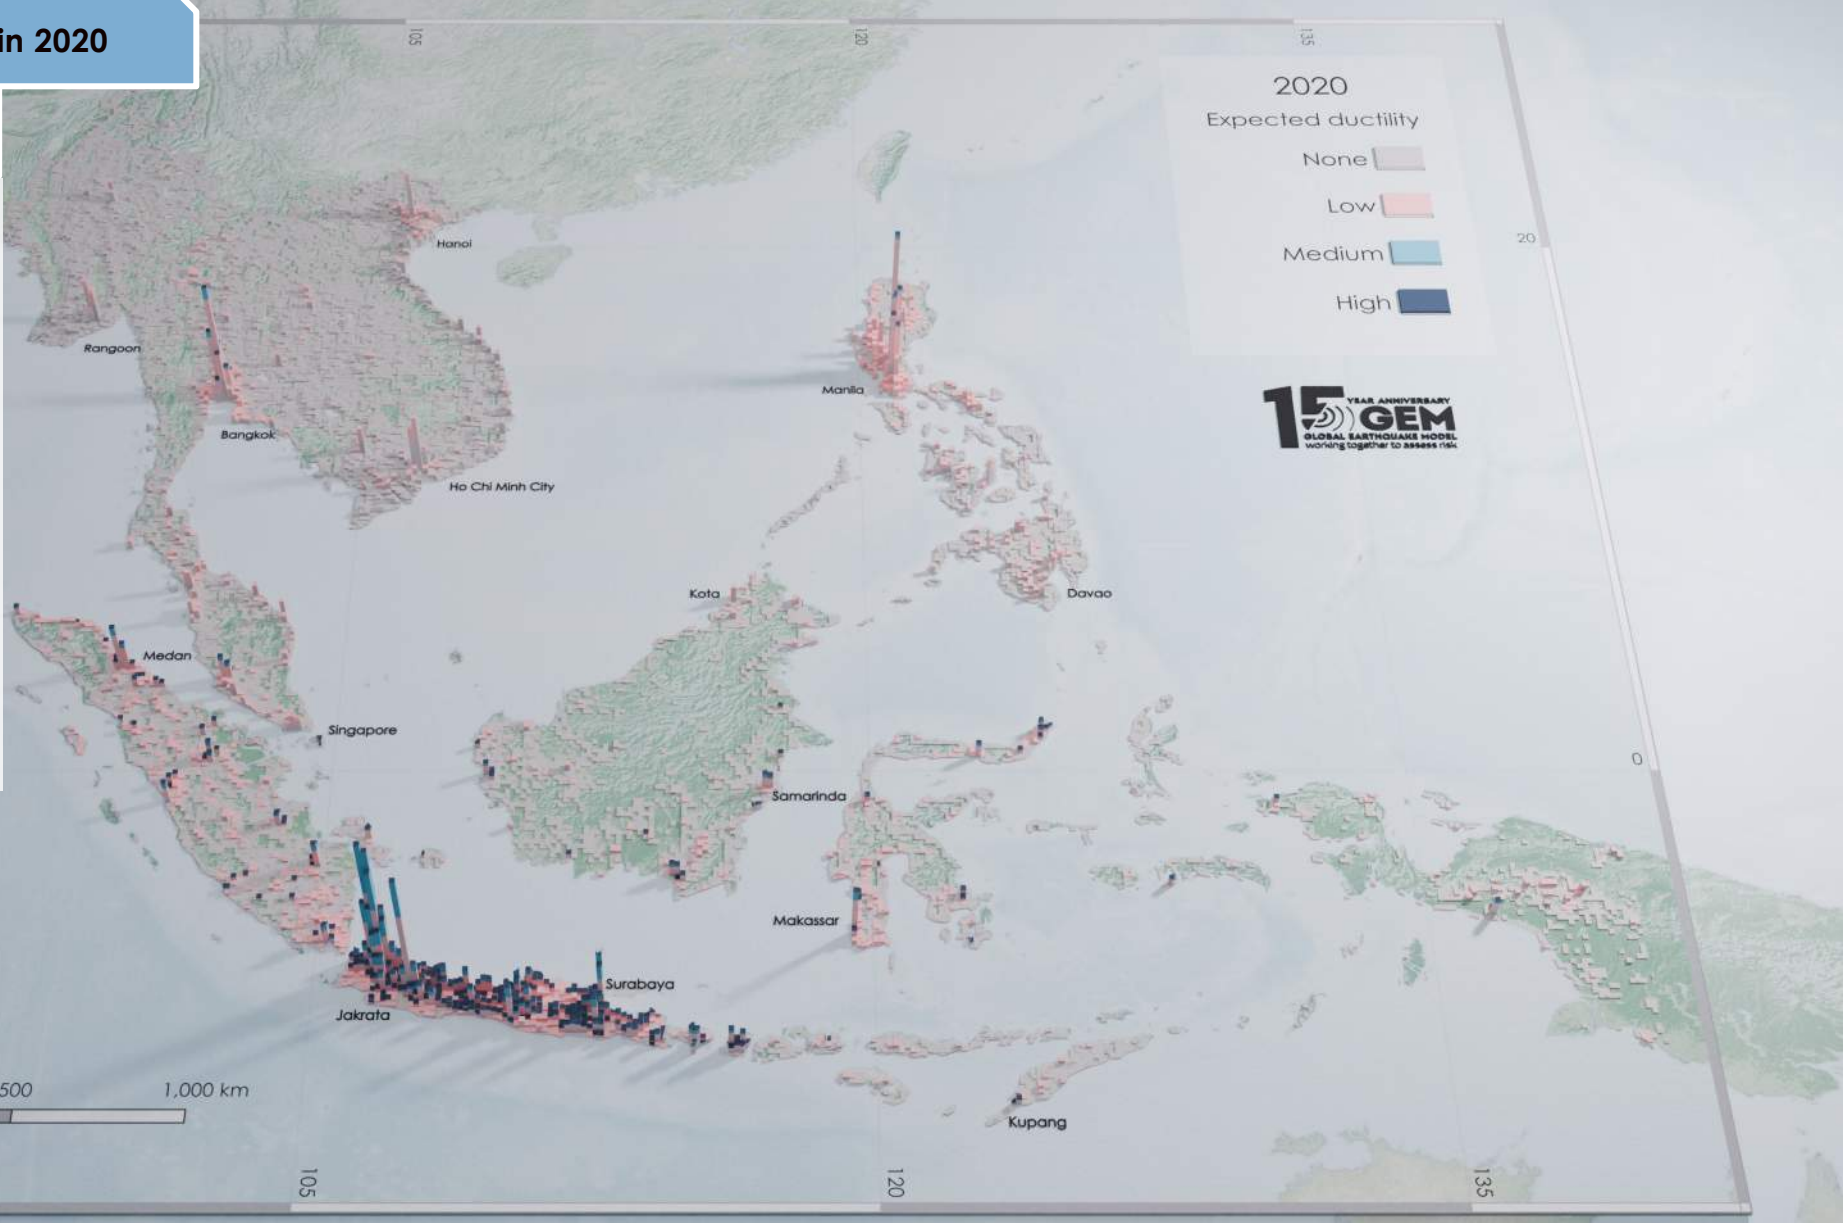 in 2020
105
120
135
2020
Expected ductility
None
Low
Medium
High
20
Hanoi
Rangoon
Manila
15 YEAR ANNIVERSARY
GEM
GLOBAL EARTHQUAKE MODEL
working together to assess risk
Bangkok
Ho Chi Minh City
Kota
Davao
Medan
Singapore
0
Samarinda
Makassar
Surabaya
Jakrata
500
1,000 km
Kupang
105
120
135